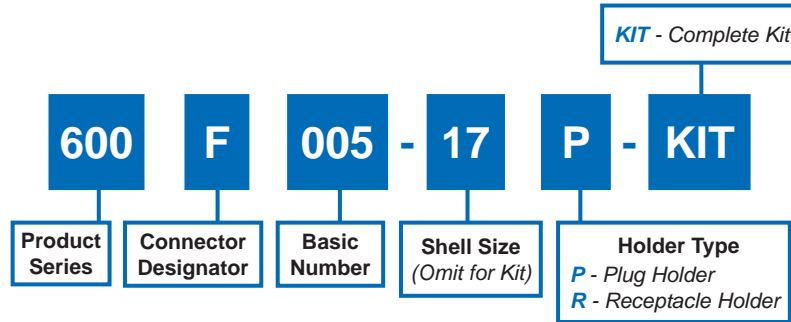 KIT - Complete Kit
600 F 005 - 17 P - KIT
Product
Series
Connector
Designator
Basic
Number
Shell Size
(Omit for Kit)
Holder Type
P - Plug Holder
R - Receptacle Holder